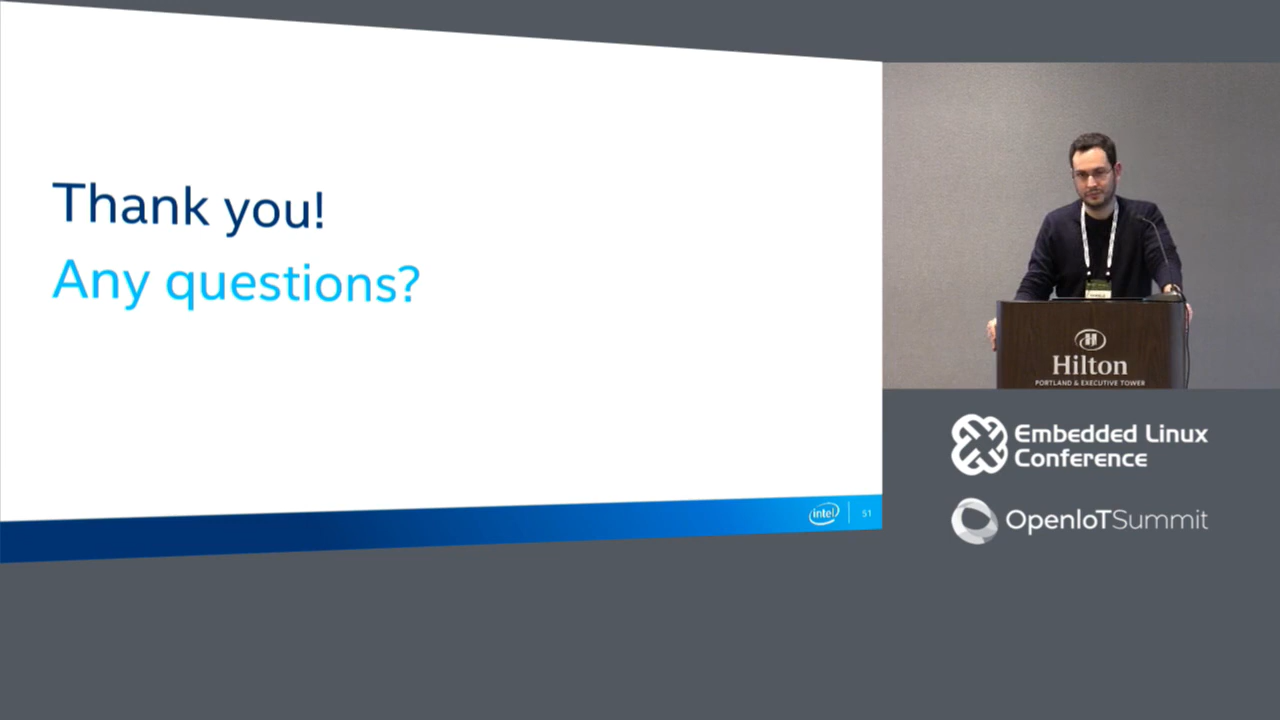 Thank you!
Any questions?
intel
51
Hilton
PORTLAND & EXECUTIVE TOWER
Embedded Linux
Conference
OpenIoTSummit